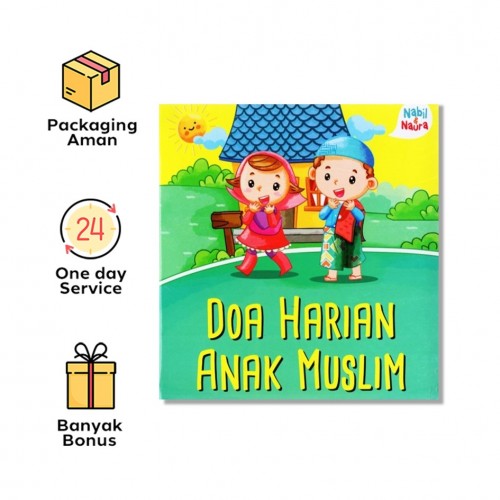 Packaging
Aman
24
One day
Service
Banyak
Bonus
Nabil
&
Naura
DOA HARIAN
ANAK MUSLIM